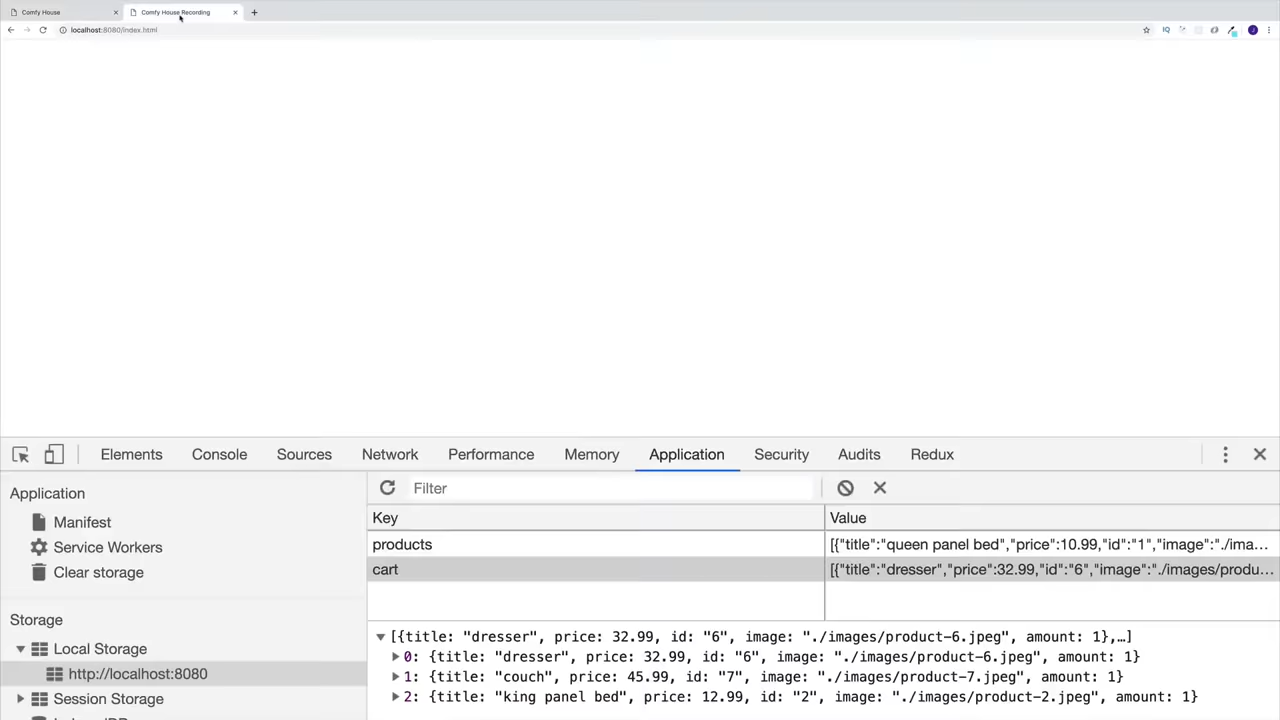 Comfy House
Comfy House Recording
localhost:8080/index.html
IQ
J
Elements Console Sources Network Performance Memory Application Security Audits Redux
Application
Manifest
Service Workers
Clear storage
Storage
Local Storage
http://localhost:8080
Session Storage
Filter
Key Value
products [{"title":"queen panel bed","price":10.99,"id":"1","image":"./ima…
cart [{"title":"dresser","price":32.99,"id":"6","image":"./images/produ…
[{title: "dresser", price: 32.99, id: "6", image: "./images/product-6.jpeg", amount: 1},…]
0: {title: "dresser", price: 32.99, id: "6", image: "./images/product-6.jpeg", amount: 1}
1: {title: "couch", price: 45.99, id: "7", image: "./images/product-7.jpeg", amount: 1}
2: {title: "king panel bed", price: 12.99, id: "2", image: "./images/product-2.jpeg", amount: 1}